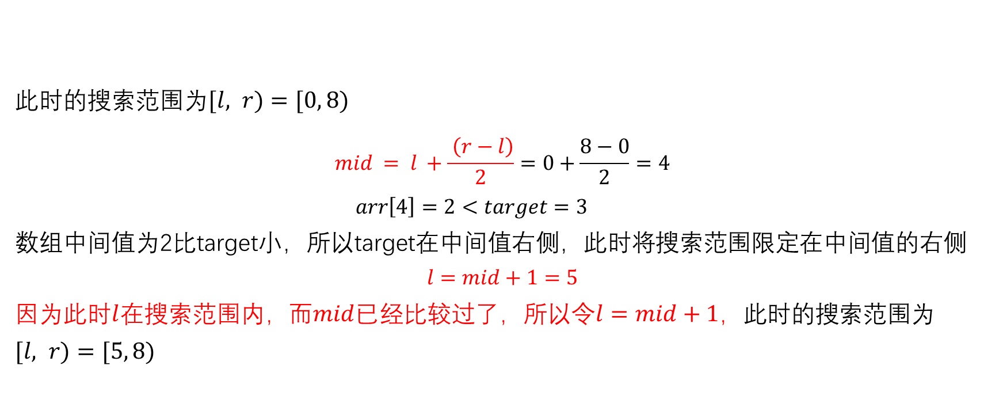 此时的搜索范围为[l, r) = [0,8)
mid = l + (r − l)/2 = 0 + (8 − 0)/2 = 4
arr[4] = 2 < target = 3
数组中间值为2比target小，所以target在中间值右侧，此时将搜索范围限定在中间值的右侧
l = mid + 1 = 5
因为此时l在搜索范围内，而mid已经比较过了，所以令l = mid + 1，此时的搜索范围为
[l, r) = [5,8)